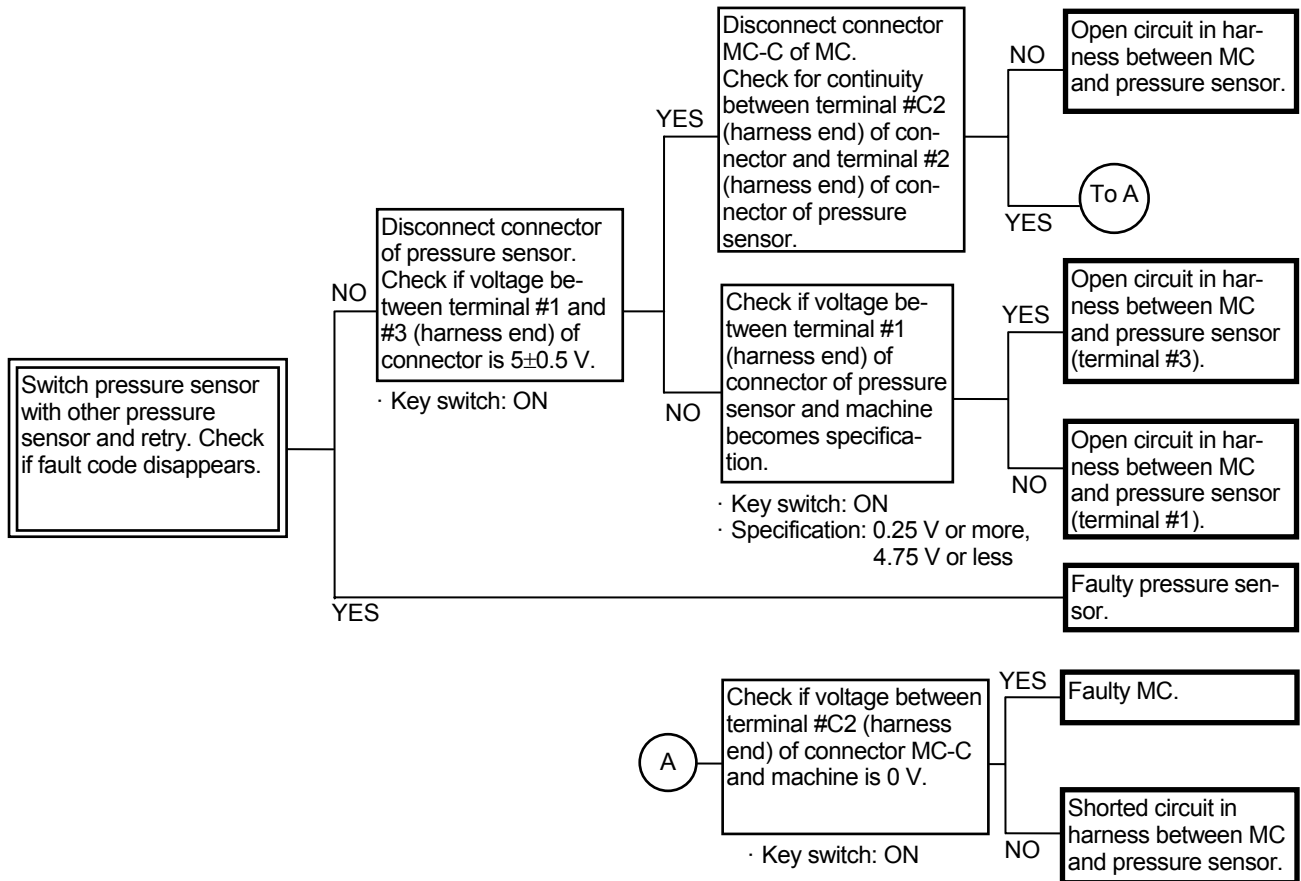 Switch pressure sensor
with other pressure
sensor and retry. Check
if fault code disappears.
NO
YES
Disconnect connector
of pressure sensor.
Check if voltage be-
tween terminal #1 and
#3 (harness end) of
connector is 5±0.5 V.
· Key switch: ON
YES
NO
Disconnect connector
MC-C of MC.
Check for continuity
between terminal #C2
(harness end) of con-
nector and terminal #2
(harness end) of con-
nector of pressure
sensor.
NO
YES
Open circuit in har-
ness between MC
and pressure sensor.
To A
Check if voltage be-
tween terminal #1
(harness end) of
connector of pressure
sensor and machine
becomes specifica-
tion.
· Key switch: ON
· Specification: 0.25 V or more,
4.75 V or less
YES
NO
Open circuit in har-
ness between MC
and pressure sensor
(terminal #3).
Open circuit in har-
ness between MC
and pressure sensor
(terminal #1).
Faulty pressure sen-
sor.
A
Check if voltage between
terminal #C2 (harness
end) of connector MC-C
and machine is 0 V.
· Key switch: ON
YES
NO
Faulty MC.
Shorted circuit in
harness between MC
and pressure sensor.